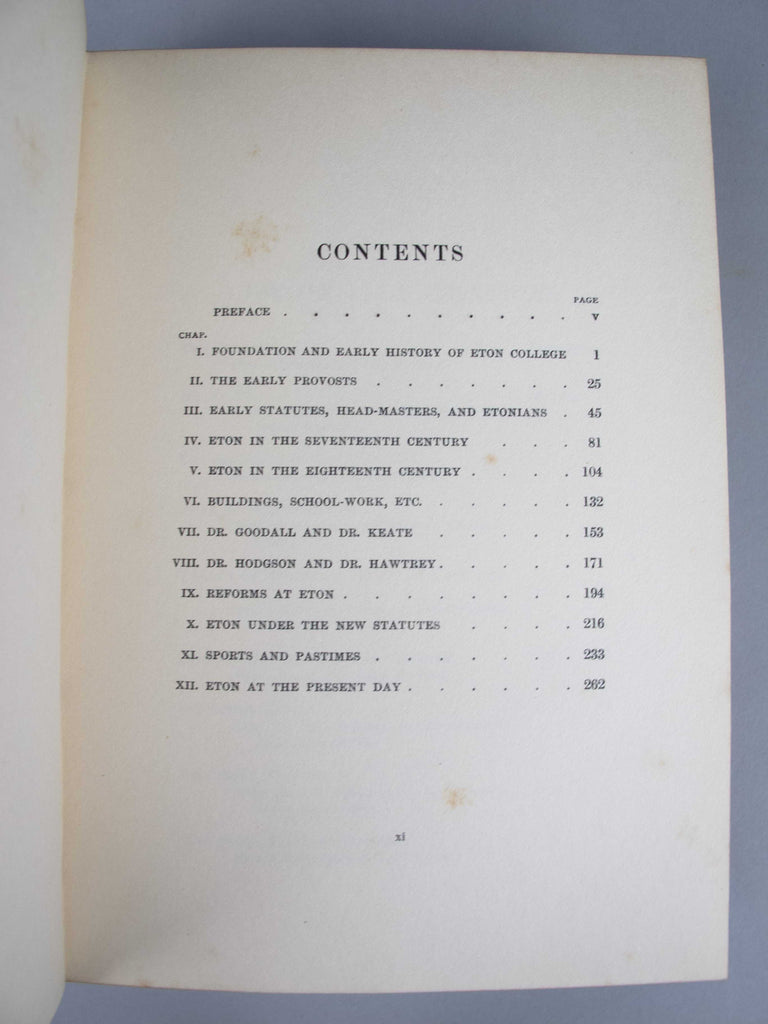 CONTENTS
PAGE
PREFACE . . . . . . . . . . v
CHAP.
I. FOUNDATION AND EARLY HISTORY OF ETON COLLEGE 1
II. THE EARLY PROVOSTS . . . . . . . 25
III. EARLY STATUTES, HEAD-MASTERS, AND ETONIANS . 45
IV. ETON IN THE SEVENTEENTH CENTURY . . . 81
V. ETON IN THE EIGHTEENTH CENTURY . . . . 104
VI. BUILDINGS, SCHOOL-WORK, ETC. . . . . . 132
VII. DR. GOODALL AND DR. KEATE . . . . . 153
VIII. DR. HODGSON AND DR. HAWTREY . . . . . 171
IX. REFORMS AT ETON . . . . . . . . 194
X. ETON UNDER THE NEW STATUTES . . . . 216
XI. SPORTS AND PASTIMES . . . . . . . 233
XII. ETON AT THE PRESENT DAY . . . . . . 262
xi